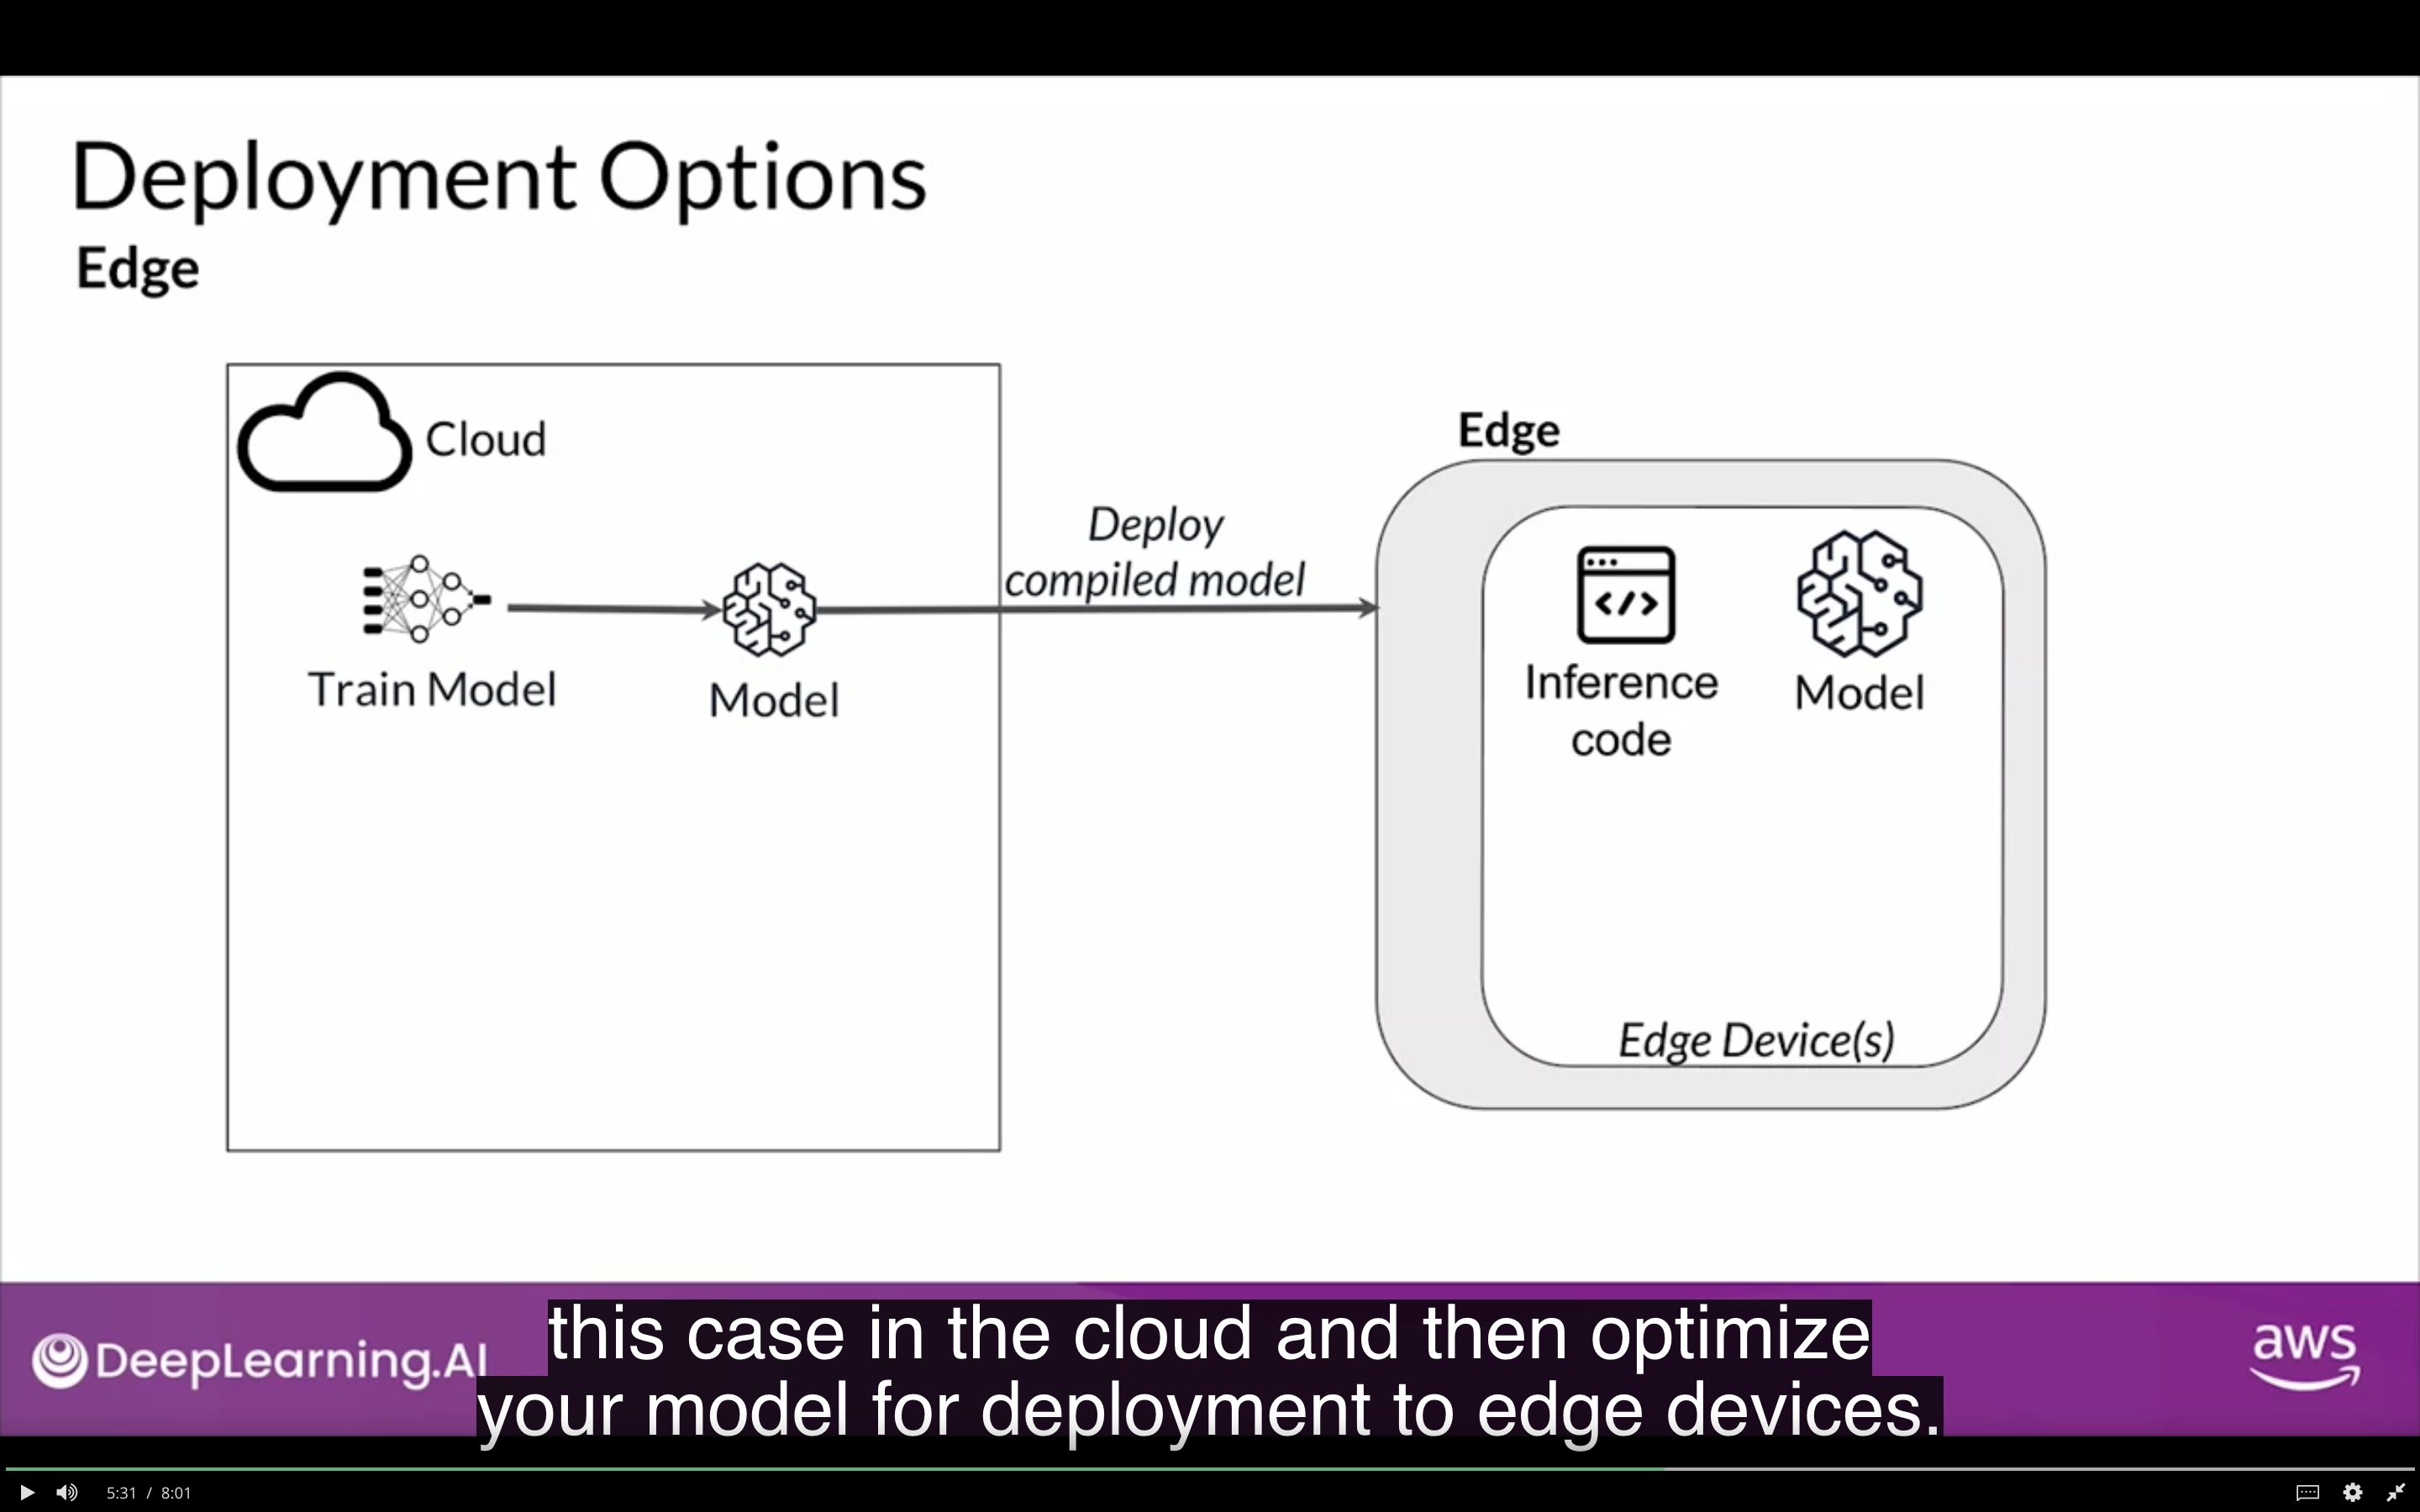 Deployment Options
Edge
Cloud
Train Model
Model
Deploy
compiled model
Edge
Inference
code
Model
Edge Device(s)
DeepLearning.AI
aws
this case in the cloud and then optimize
your model for deployment to edge devices.
5:31 / 8:01